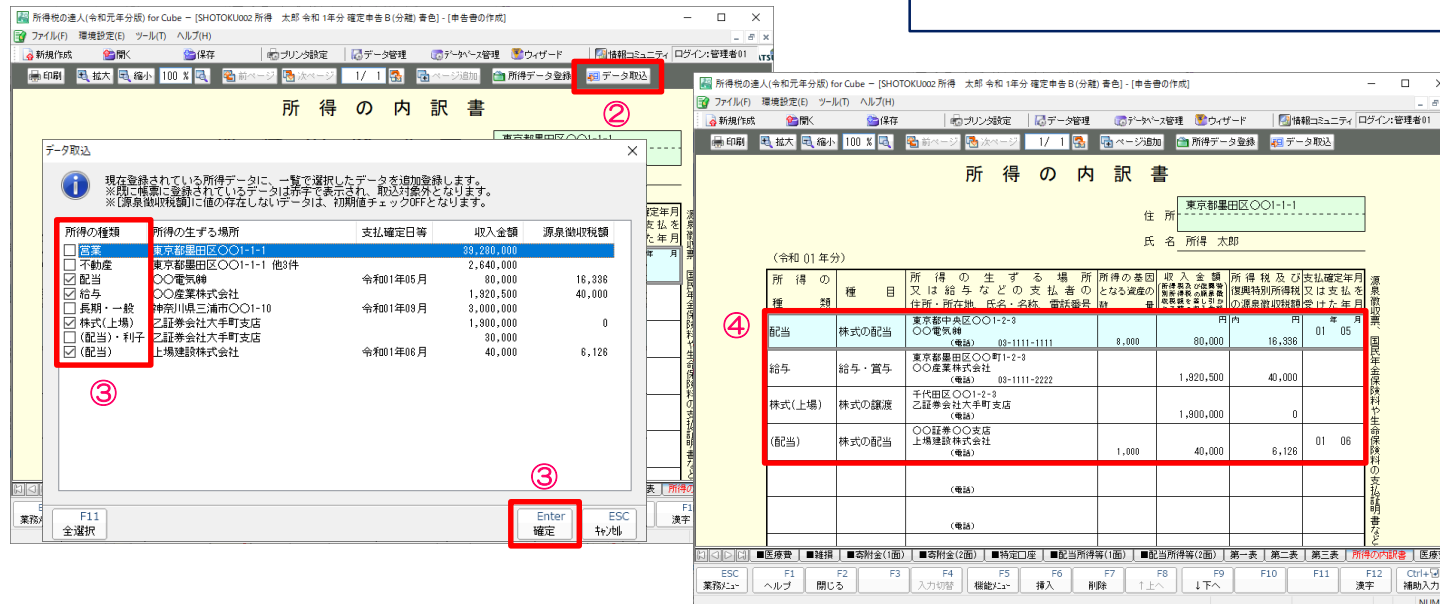 所得税の達人(令和元年分版) for Cube － [SHOTOKU002 所得　太郎 令和 1年分 確定申告Ｂ(分離) 青色] - [申告書の作成]
ファイル(F)　環境設定(E)　ツール(T)　ヘルプ(H)
新規作成　開く　保存　プリンタ設定　データ管理　データベース管理　ウィザード　情報コミュニティ　ログイン:管理者01
印刷　拡大　縮小　100 %　前ページ　次ページ　1/ 1　ページ追加　所得データ登録　データ取込
②
所 得 の 内 訳 書
東京都墨田区〇〇1-1-1
データ取込
現在登録されている所得データに、一覧で選択したデータを追加登録します。
※既に帳票に登録されているデータは赤字で表示され、取込対象外となります。
※[源泉徴収税額]に値の存在しないデータは、初期値チェックOFFとなります。
所得の種類　所得の生ずる場所　支払確定日等　収入金額　源泉徴収税額
営業　東京都墨田区〇〇1-1-1　39,280,000
不動産　東京都墨田区〇〇1-1-1 他3件　2,640,000
配当　〇〇電気㈱　令和01年05月　80,000　16,336
給与　〇〇産業株式会社　1,920,500　40,000
長期・一般　神奈川県三浦市〇〇1-10　令和01年09月　3,000,000
株式(上場)　乙証券会社大手町支店　1,900,000　0
(配当)・利子　乙証券会社大手町支店　30,000
(配当)　上場建設株式会社　令和01年06月　40,000　6,126
③
③
F11
全選択
Enter
確定
ESC
ｷｬﾝｾﾙ
所得税の達人(令和元年分版) for Cube － [SHOTOKU002 所得　太郎 令和 1年分 確定申告Ｂ(分離) 青色] - [申告書の作成]
ファイル(F)　環境設定(E)　ツール(T)　ヘルプ(H)
新規作成　開く　保存　プリンタ設定　データ管理　データベース管理　ウィザード　情報コミュニティ　ログイン:管理者01
印刷　拡大　縮小　100 %　前ページ　次ページ　1/ 1　ページ追加　所得データ登録　データ取込
所 得 の 内 訳 書
住　所　東京都墨田区〇〇1-1-1
氏　名　所得　太郎
(令和 01 年分)
所 得 の 種 類
種　目
所 得 の 生 ず る 場 所
又 は 給 与 な ど の 支 払 者 の
住所・所在地、氏名・名称、電話番号
所得の基因
となる資産の
数　量
収 入 金 額
所 得 税 及 び
復興特別所得税
の源泉徴収税額
支払確定年月
又 は 支 払 を
受 け た 年 月
④
東京都中央区〇〇1-2-3　円　内　円　年　月
配当　株式の配当　〇〇電気㈱　01　05
(電話)　03-1111-1111　8,000　80,000　16,336
東京都墨田区〇〇町1-2-3
給与　給与・賞与　〇〇産業株式会社
(電話)　03-1111-2222　1,920,500　40,000
千代田区〇〇1-2-3
株式(上場)　株式の譲渡　乙証券会社大手町支店
(電話)　1,900,000　0
〇〇証券〇〇支店
(配当)　株式の配当　上場建設株式会社　01　06
(電話)　1,000　40,000　6,126
(電話)
(電話)
源泉徴収票、国民年金保険料や生命保険料の支払証明書など
■医療費　■雑損　■寄附金(1面)　■寄附金(2面)　■特定口座　■配当所得等(1面)　■配当所得等(2面)　第一表　第二表　第三表　所得の内訳書
ESC　F1　F2　F3　F4　F5　F6　F7　F8　F9　F10　F11　F12
業務ﾒﾆｭｰ　ヘルプ　閉じる　入力切替　機能ﾒﾆｭｰ　挿入　削除　↑上へ　↓下へ　漢字　補助入力
NUM